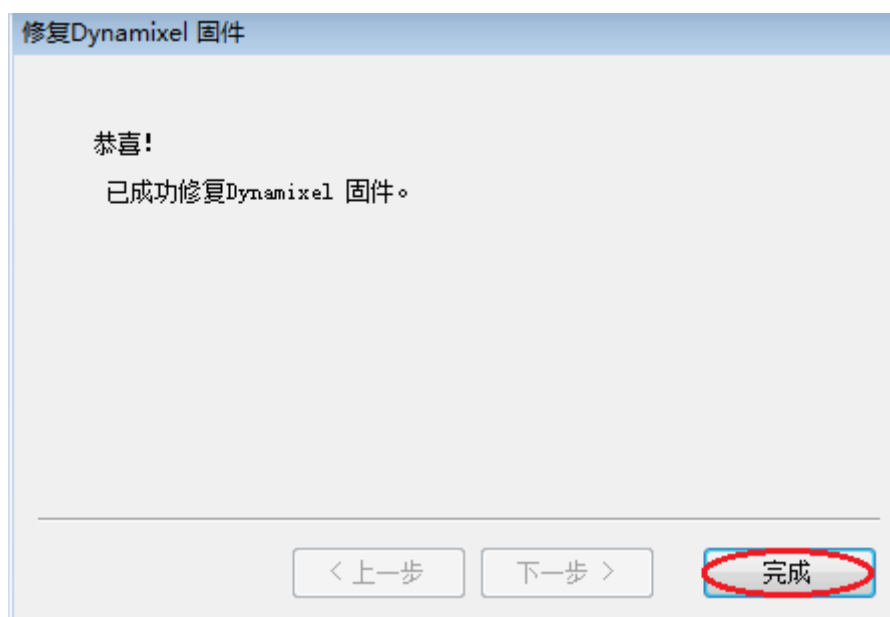 修复Dynamixel 固件
恭喜!
已成功修复Dynamixel 固件。
< 上一步
下一步 >
完成